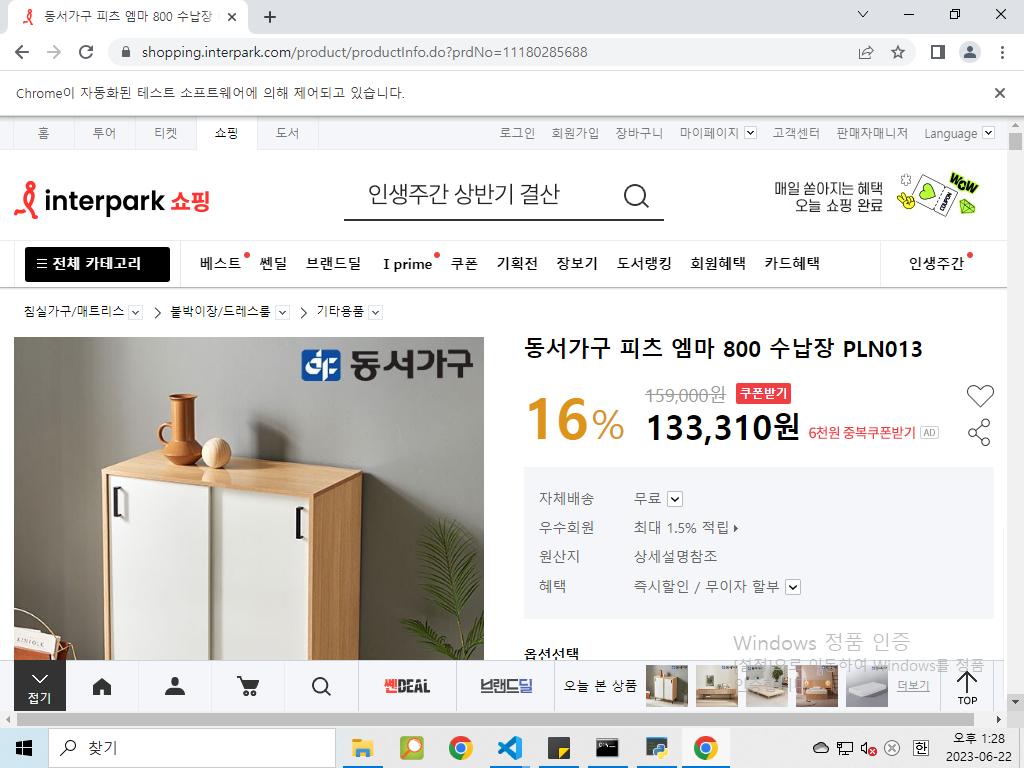 동서가구 피츠 엠마 800 수납장
shopping.interpark.com/product/productInfo.do?prdNo=11180285688
Chrome이 자동화된 테스트 소프트웨어에 의해 제어되고 있습니다.
홈 투어 티켓 쇼핑 도서 로그인 회원가입 장바구니 마이페이지 고객센터 판매자매니저 Language
interpark 쇼핑
인생주간 상반기 결산
매일 쏟아지는 혜택
오늘 쇼핑 완료
WOW
COUPON
전체 카테고리 베스트 쎈딜 브랜드딜 I prime 쿠폰 기획전 장보기 도서랭킹 회원혜택 카드혜택 인생주간
침실가구/매트리스 > 붙박이장/드레스룸 > 기타용품
동서가구
동서가구 피츠 엠마 800 수납장 PLN013
16% 159,000원 쿠폰받기
133,310원 6천원 중복쿠폰받기 AD
자체배송 무료
우수회원 최대 1.5% 적립
원산지 상세설명참조
혜택 즉시할인 / 무이자 할부
KINFOLK
옵션선택
Windows 정품 인증
[설정]으로 이동하여 Windows를 정품
접기
쎈DEAL
브랜드딜
오늘 본 상품
더보기
TOP
찾기
한
오후 1:28
2023-06-22